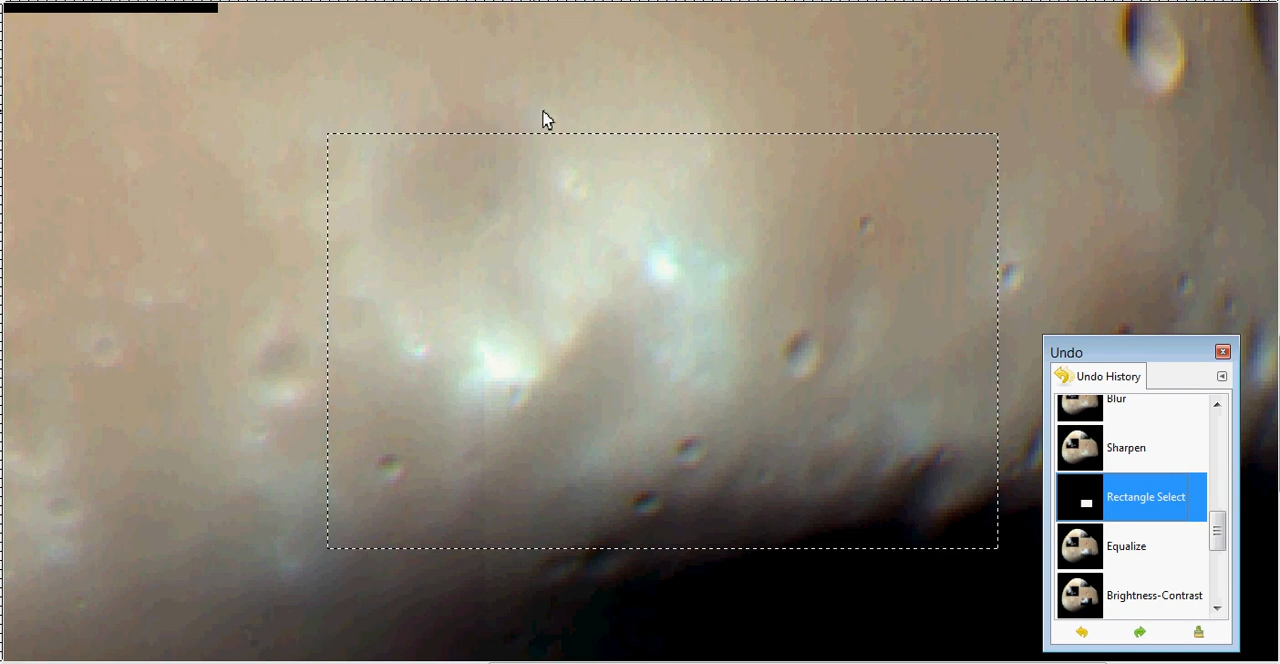 Undo
Undo History
Blur
Sharpen
Rectangle Select
Equalize
Brightness-Contrast